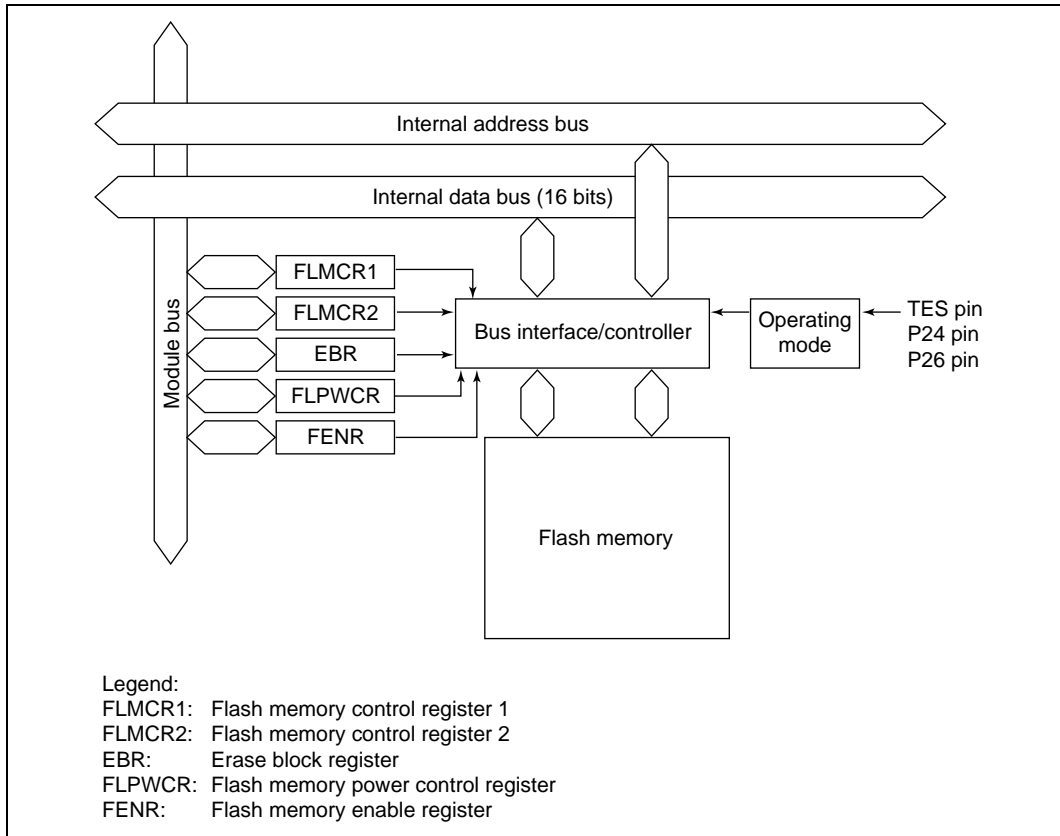 Internal address bus
Internal data bus (16 bits)
Module bus
FLMCR1
FLMCR2
EBR
FLPWCR
FENR
Bus interface/controller
Operating
mode
TES pin
P24 pin
P26 pin
Flash memory
Legend:
FLMCR1: Flash memory control register 1
FLMCR2: Flash memory control register 2
EBR: Erase block register
FLPWCR: Flash memory power control register
FENR: Flash memory enable register